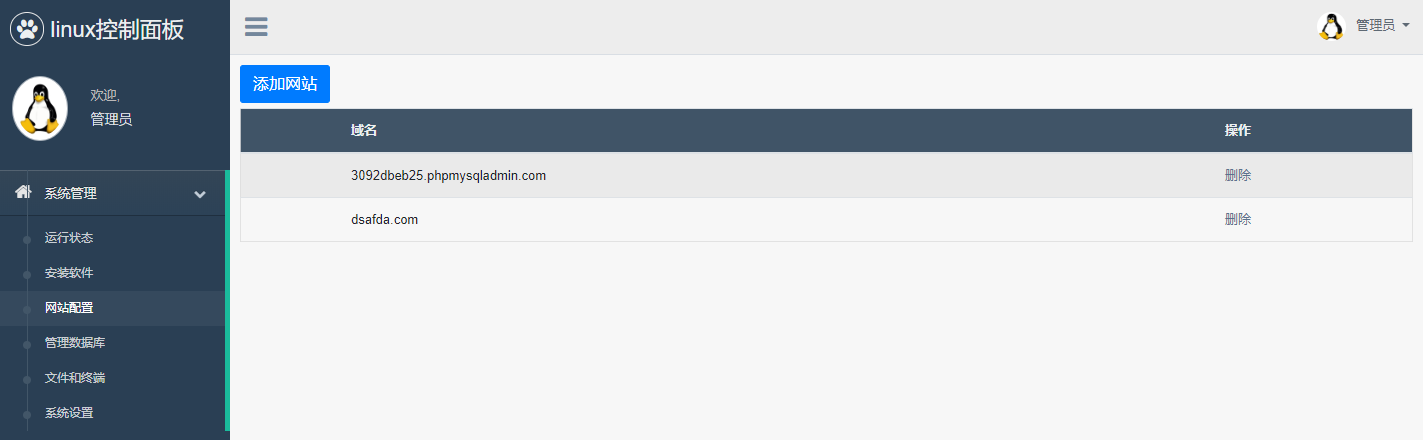 linux控制面板
管理员
欢迎,
管理员
系统管理
运行状态
安装软件
网站配置
管理数据库
文件和终端
系统设置
添加网站
域名 操作
3092dbeb25.phpmysqladmin.com 删除
dsafda.com 删除